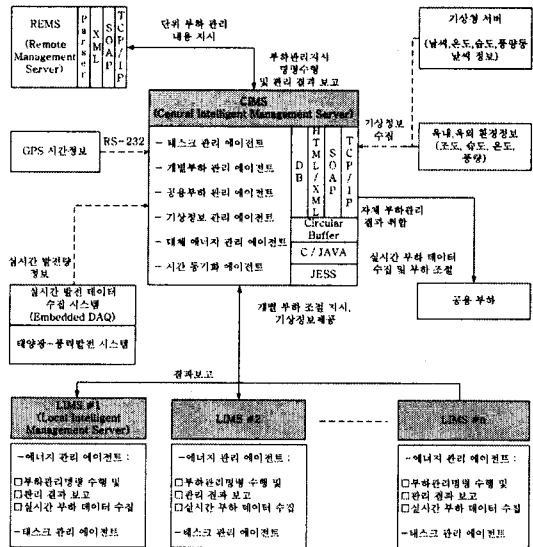 REMS
(Remote
Management
Server)
Parser
XML
SOAP
TCP/IP
단위 부하 관리
내용 지시
부하관리지시
명령수행
및 관리 결과 보고
기상청 서버
(날씨,온도,습도,풍향등
날씨 정보)
CIMS
(Central Intelligent Management Server)
기상정보
수집
옥내,옥외 환경정보
(조도, 습도, 온도,
풍량)
GPS 시간정보
RS-232
- 태스크 관리 에이전트
- 개별부하 관리 에이전트
- 공용부하 관리 에이전트
- 기상정보 관리 에이전트
- 대체 에너지 관리 에이전트
- 시간 동기화 에이전트
DB
HTML/XML
SOAP
TCP/IP
Circular
Buffer
C / JAVA
JESS
자체 부하관리
결과 취합
실시간 부하 데이터
수집 및 부하 조절
공용 부하
실시간 발전량
정보
실시간 발전 데이터
수집 시스템
(Embedded DAQ)
태양광-풍력발전 시스템
개별 부하 조절 지시,
기상정보제공
결과보고
LIMS #1
(Local Intelligent
Management Server)
-에너지 관리 에이전트 :
□부하관리명령 수행 및
□관리 결과 보고
□실시간 부하 데이터 수집
-태스크 관리 에이전트
LIMS #2
-에너지 관리 에이전트 :
□부하관리명령 수행 및
□관리 결과 보고
□실시간 부하 데이터 수집
-태스크 관리 에이전트
LIMS #n
-에너지 관리 에이전트 :
□부하관리명령 수행 및
□관리 결과 보고
□실시간 부하 데이터 수집
-태스크 관리 에이전트